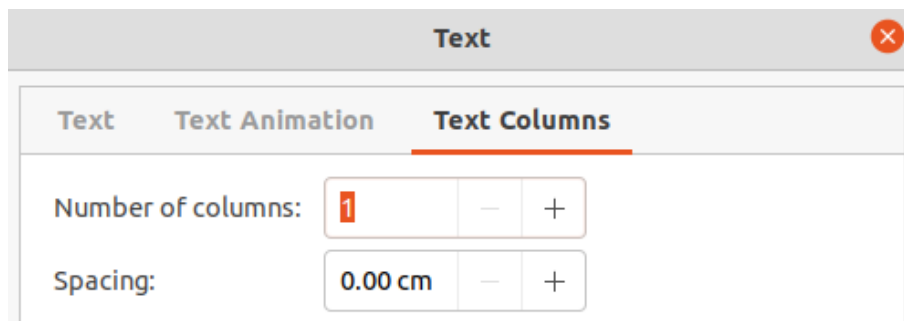 Text
Text Text Animation Text Columns
Number of columns: 1 − +
Spacing: 0.00 cm − +